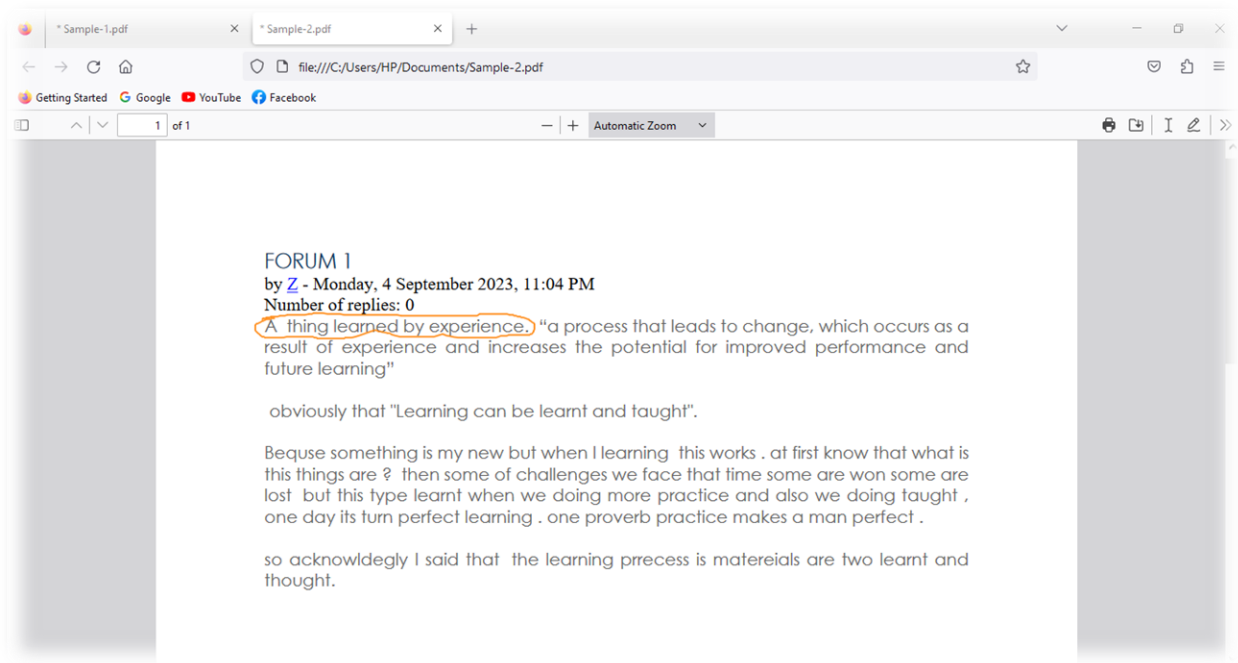 * Sample-1.pdf
* Sample-2.pdf
file:///C:/Users/HP/Documents/Sample-2.pdf
Getting Started Google YouTube Facebook
1 of 1 Automatic Zoom
FORUM 1
by Z - Monday, 4 September 2023, 11:04 PM
Number of replies: 0
A thing learned by experience. “a process that leads to change, which occurs as a
result of experience and increases the potential for improved performance and
future learning”
obviously that "Learning can be learnt and taught".
Bequse something is my new but when I learning this works . at first know that what is
this things are ? then some of challenges we face that time some are won some are
lost but this type learnt when we doing more practice and also we doing taught ,
one day its turn perfect learning . one proverb practice makes a man perfect .
so acknowldegly I said that the learning prrecess is matereials are two learnt and
thought.